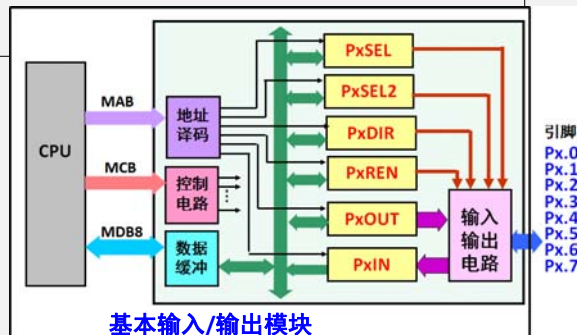 CPU
MAB
MCB
MDB8
地址
译码
控制
电路
数据
缓冲
PxSEL
PxSEL2
PxDIR
PxREN
PxOUT
PxIN
输入
输出
电路
引脚
Px.0
Px.1
Px.2
Px.3
Px.4
Px.5
Px.6
Px.7
基本输入/输出模块